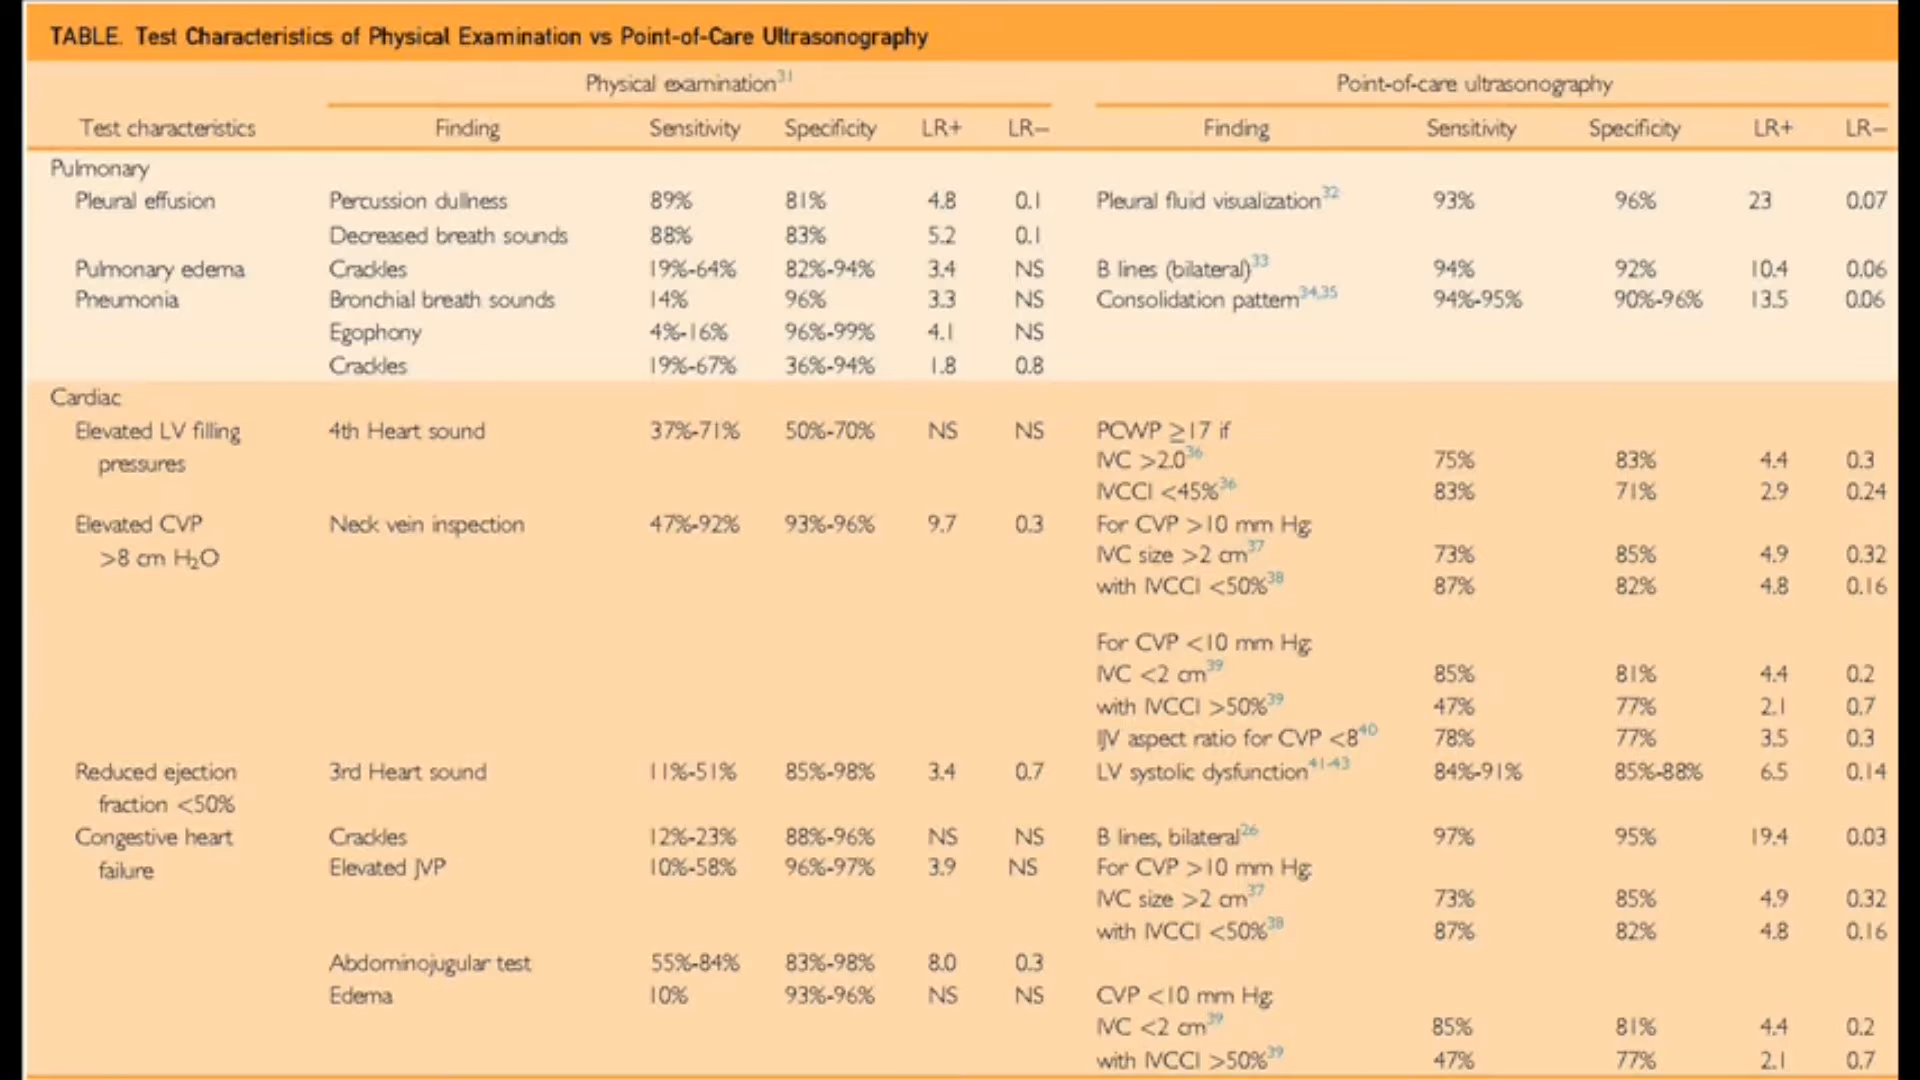 TABLE. Test Characteristics of Physical Examination vs Point-of-Care Ultrasonography
Physical examination31 Point-of-care ultrasonography
Test characteristics Finding Sensitivity Specificity LR+ LR− Finding Sensitivity Specificity LR+ LR−
Pulmonary
Pleural effusion Percussion dullness 89% 81% 4.8 0.1 Pleural fluid visualization32 93% 96% 23 0.07
Decreased breath sounds 88% 83% 5.2 0.1
Pulmonary edema Crackles 19%-64% 82%-94% 3.4 NS B lines (bilateral)33 94% 92% 10.4 0.06
Pneumonia Bronchial breath sounds 14% 96% 3.3 NS Consolidation pattern34,35 94%-95% 90%-96% 13.5 0.06
Egophony 4%-16% 96%-99% 4.1 NS
Crackles 19%-67% 36%-94% 1.8 0.8
Cardiac
Elevated LV filling 4th Heart sound 37%-71% 50%-70% NS NS PCWP ≥17 if
pressures IVC >2.036 75% 83% 4.4 0.3
IVCCI <45%36 83% 71% 2.9 0.24
Elevated CVP Neck vein inspection 47%-92% 93%-96% 9.7 0.3 For CVP >10 mm Hg:
>8 cm H2O IVC size >2 cm37 73% 85% 4.9 0.32
with IVCCI <50%38 87% 82% 4.8 0.16
For CVP <10 mm Hg:
IVC <2 cm39 85% 81% 4.4 0.2
with IVCCI >50%39 47% 77% 2.1 0.7
IJV aspect ratio for CVP <840 78% 77% 3.5 0.3
Reduced ejection 3rd Heart sound 11%-51% 85%-98% 3.4 0.7 LV systolic dysfunction41-43 84%-91% 85%-88% 6.5 0.14
fraction <50%
Congestive heart Crackles 12%-23% 88%-96% NS NS B lines, bilateral26 97% 95% 19.4 0.03
failure Elevated JVP 10%-58% 96%-97% 3.9 NS For CVP >10 mm Hg:
IVC size >2 cm37 73% 85% 4.9 0.32
with IVCCI <50%38 87% 82% 4.8 0.16
Abdominojugular test 55%-84% 83%-98% 8.0 0.3
Edema 10% 93%-96% NS NS CVP <10 mm Hg:
IVC <2 cm39 85% 81% 4.4 0.2
with IVCCI >50%39 47% 77% 2.1 0.7